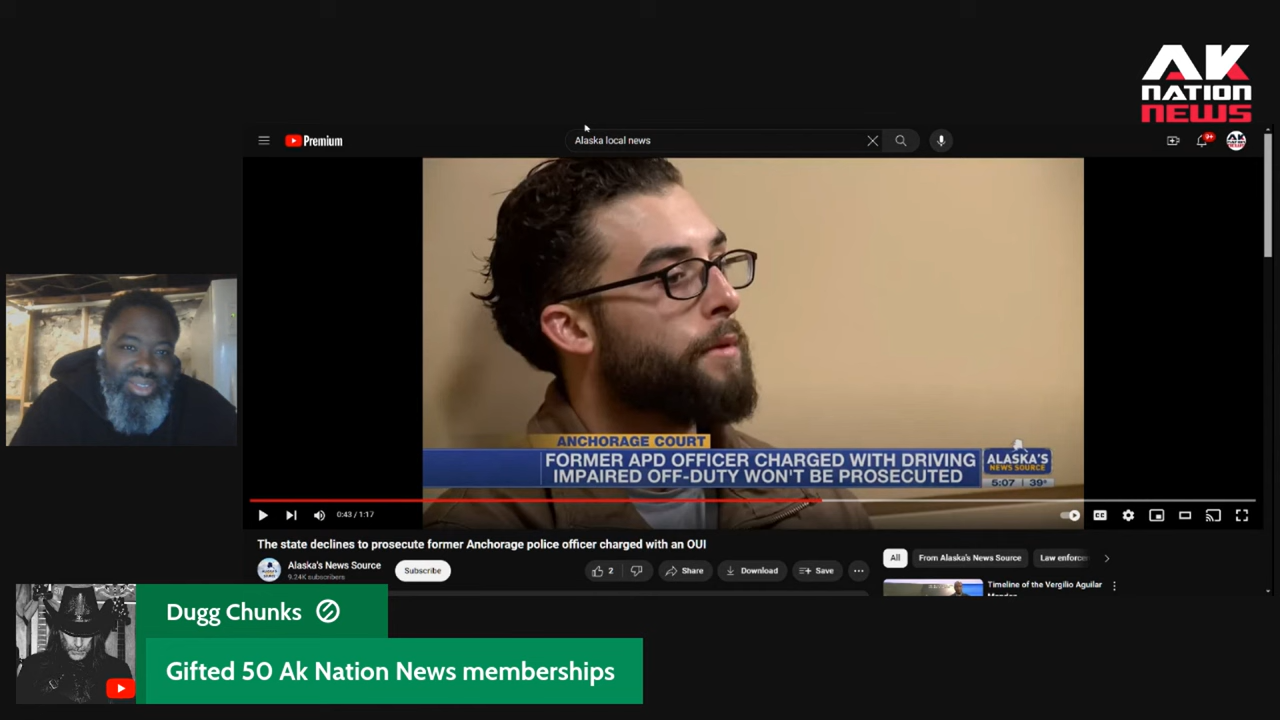 AK
NATION
NEWS
Premium
Alaska local news
9+
ANCHORAGE COURT
FORMER APD OFFICER CHARGED WITH DRIVING
IMPAIRED OFF-DUTY WON'T BE PROSECUTED
ALASKA'S
NEWS SOURCE
5:07 | 39°
0:43 / 1:17
CC
The state declines to prosecute former Anchorage police officer charged with an OUI
Alaska's News Source
9.24K subscribers
Subscribe
2
Share
Download
Save
All
From Alaska's News Source
Law enforce
Timeline of the Vergilio Aguilar
Dugg Chunks
Gifted 50 Ak Nation News memberships